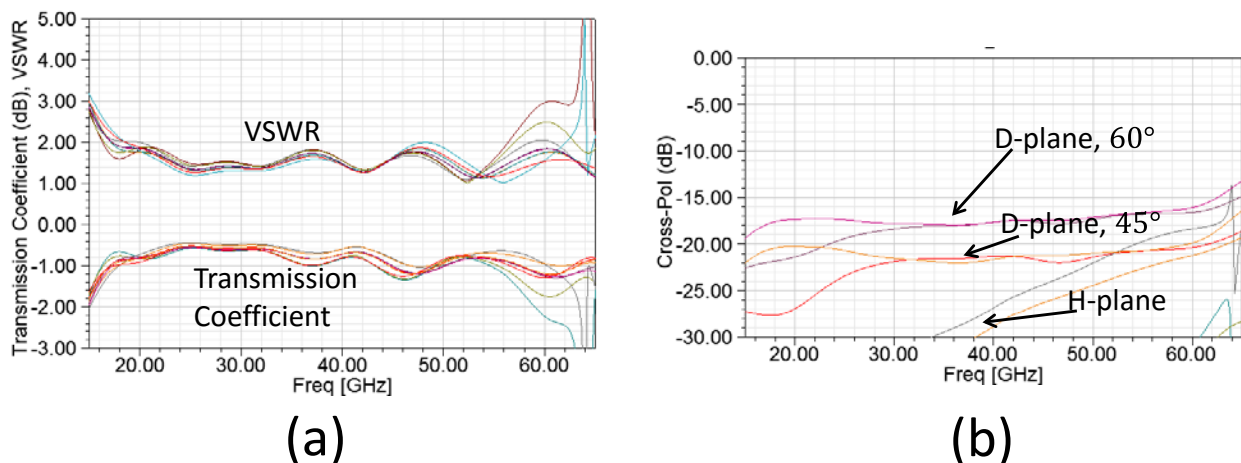 5.00
4.00
3.00
2.00
1.00
0.00
-1.00
-2.00
-3.00
Transmission Coefficient (dB), VSWR
VSWR
Transmission
Coefficient
20.00 30.00 40.00 50.00 60.00
Freq [GHz]
(a)
0.00
-5.00
-10.00
-15.00
-20.00
-25.00
-30.00
Cross-Pol (dB)
D-plane, 60°
D-plane, 45°
H-plane
20.00 30.00 40.00 50.00 60.00
Freq [GHz]
(b)